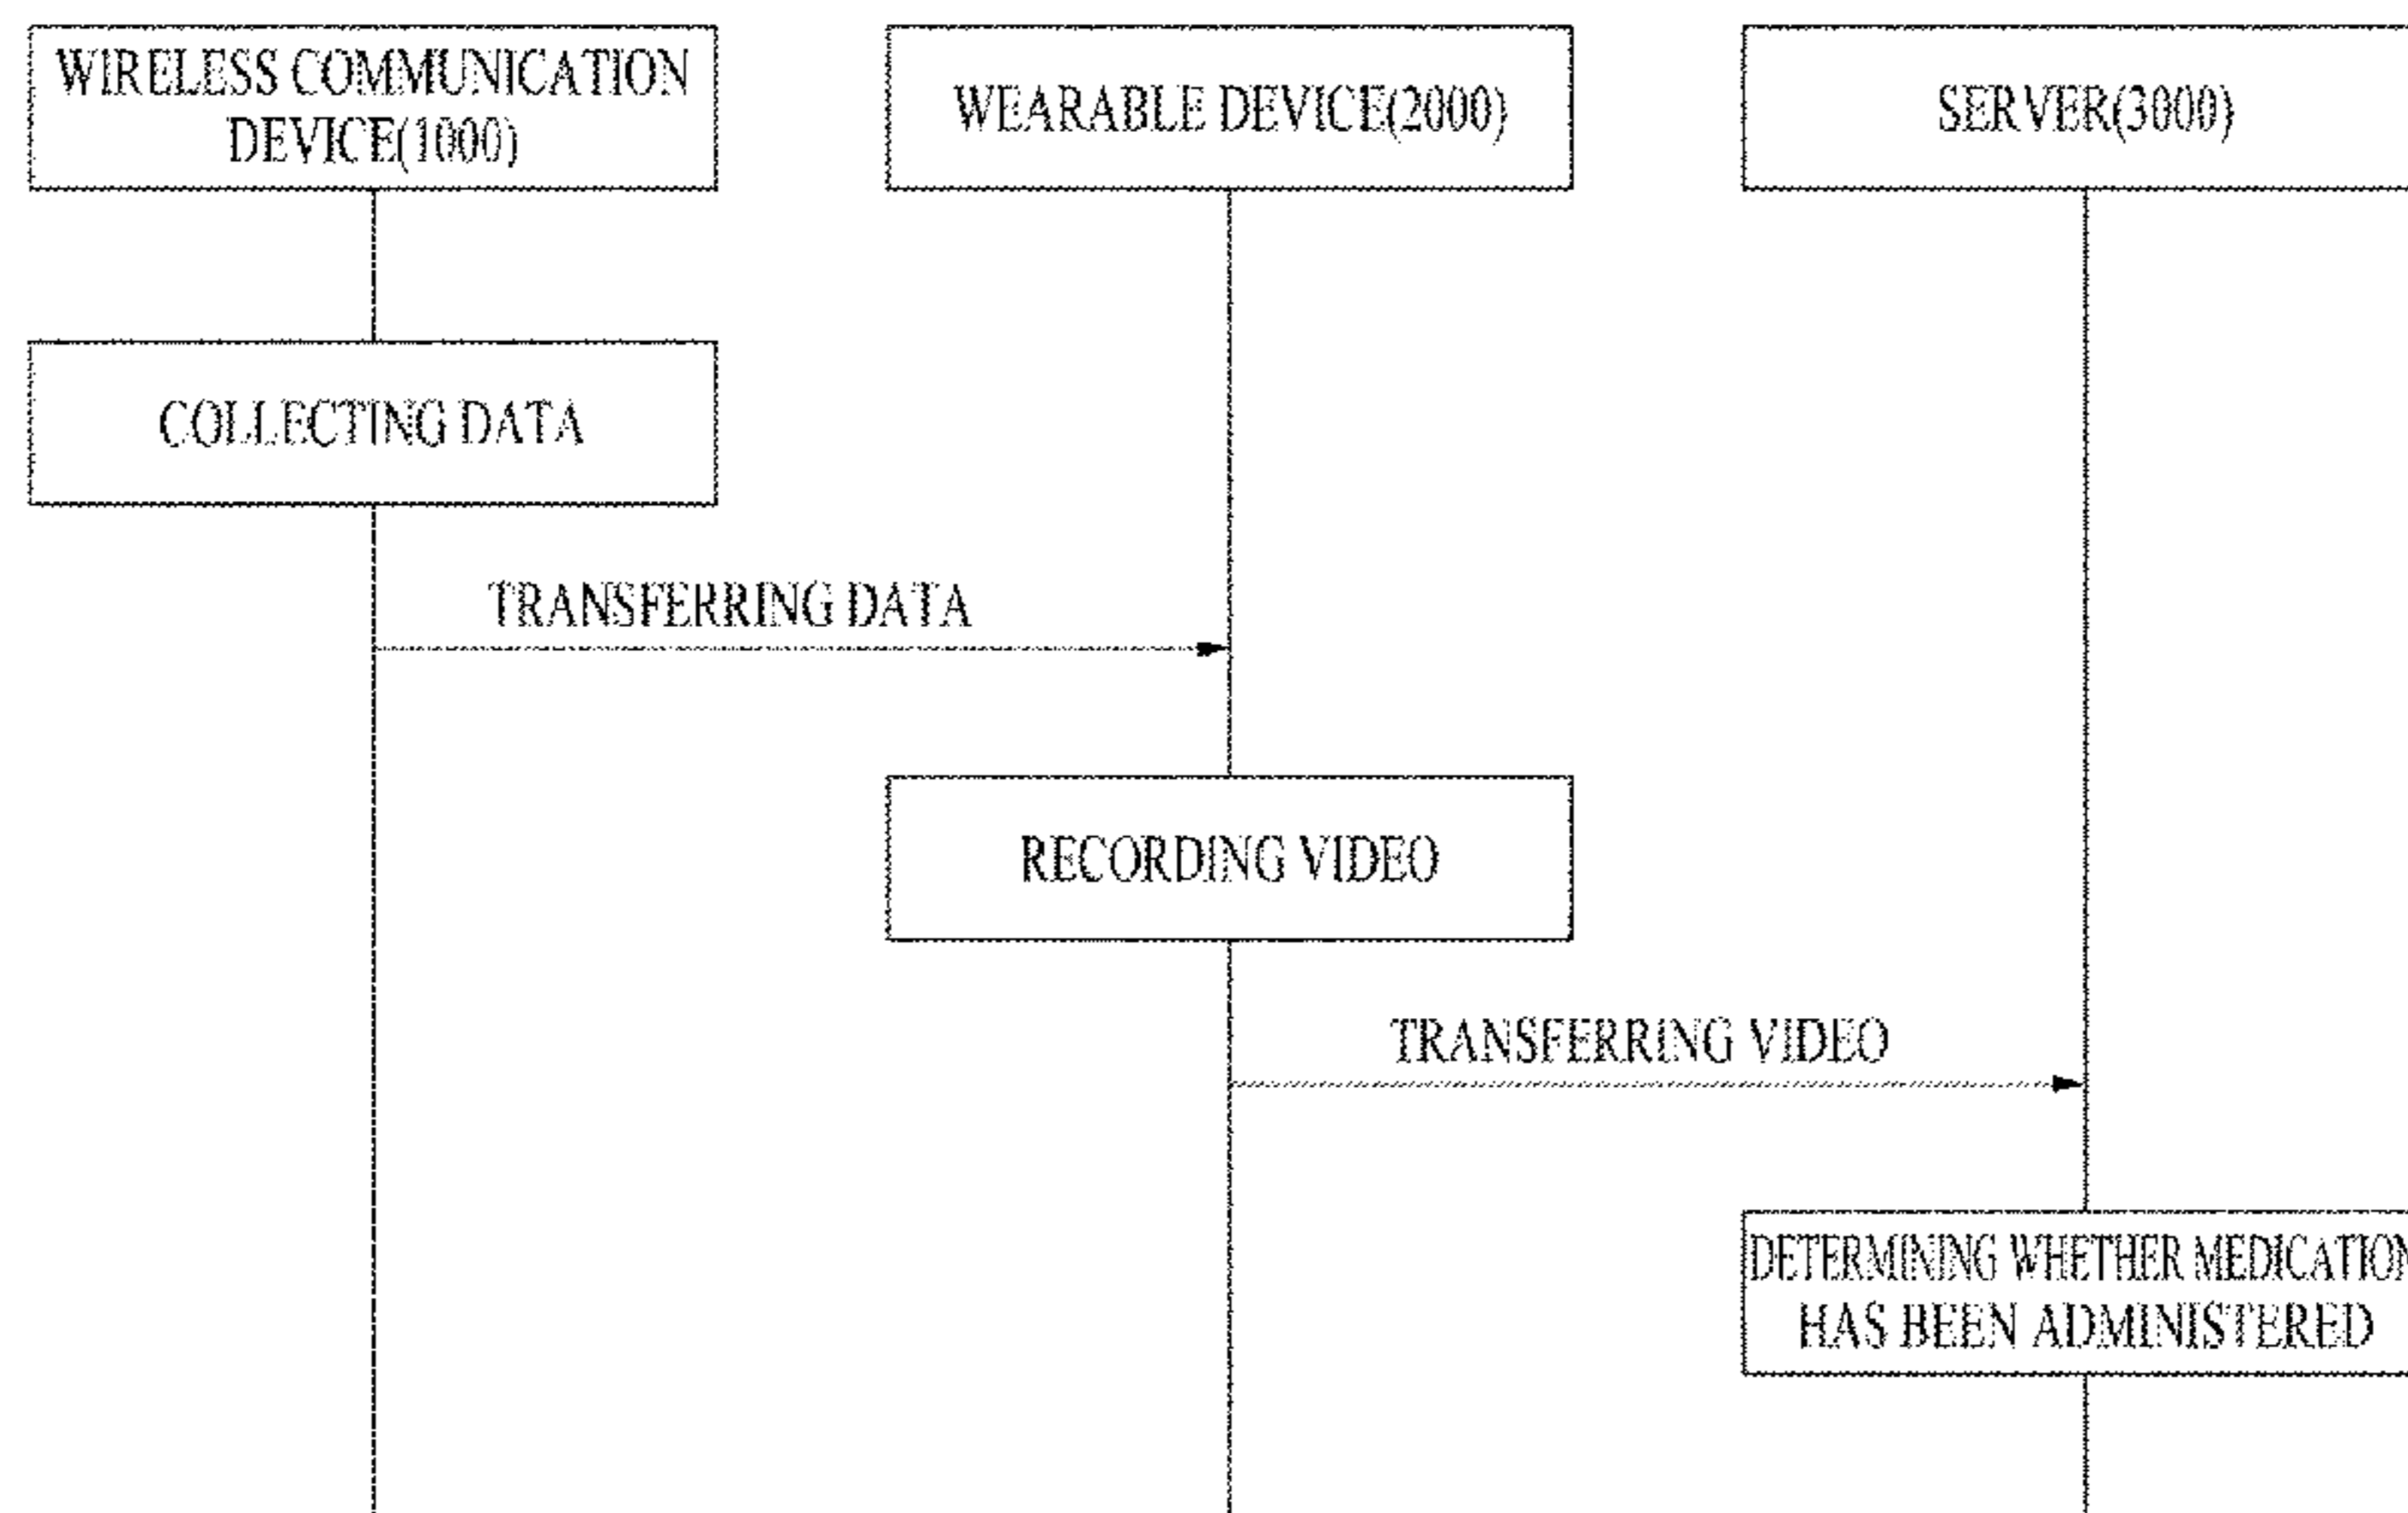 WIRELESS COMMUNICATION
DEVICE(1000)
WEARABLE DEVICE(2000)
SERVER(3000)
COLLECTING DATA
TRANSFERRING DATA
RECORDING VIDEO
TRANSFERRING VIDEO
DETERMINING WHETHER MEDICATION
HAS BEEN ADMINISTERED